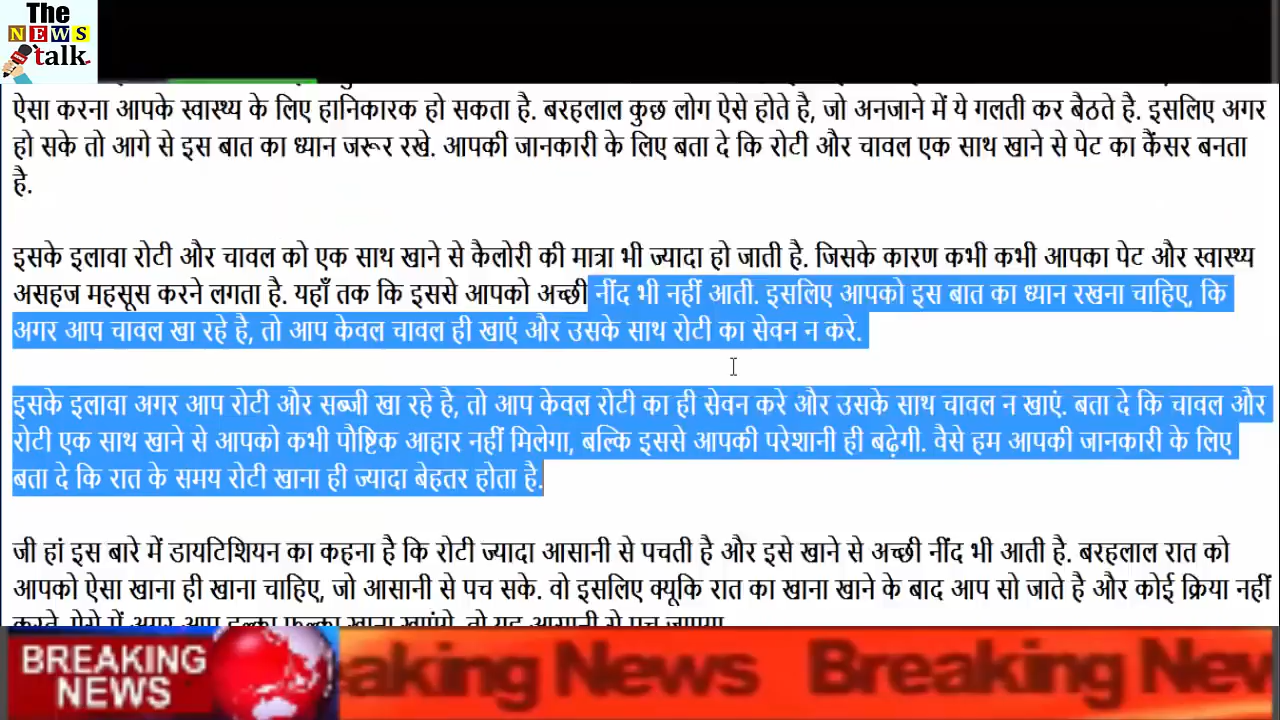 The
NEWS
talk
ऐसा करना आपके स्वास्थ्य के लिए हानिकारक हो सकता है. बरहलाल कुछ लोग ऐसे होते है, जो अनजाने में ये गलती कर बैठते है. इसलिए अगर
हो सके तो आगे से इस बात का ध्यान जरूर रखे. आपकी जानकारी के लिए बता दे कि रोटी और चावल एक साथ खाने से पेट का कैंसर बनता
है.
इसके इलावा रोटी और चावल को एक साथ खाने से कैलोरी की मात्रा भी ज्यादा हो जाती है. जिसके कारण कभी कभी आपका पेट और स्वास्थ्य
असहज महसूस करने लगता है. यहाँ तक कि इससे आपको अच्छी नींद भी नहीं आती. इसलिए आपको इस बात का ध्यान रखना चाहिए, कि
अगर आप चावल खा रहे है, तो आप केवल चावल ही खाएं और उसके साथ रोटी का सेवन न करे.
इसके इलावा अगर आप रोटी और सब्जी खा रहे है, तो आप केवल रोटी का ही सेवन करे और उसके साथ चावल न खाएं. बता दे कि चावल और
रोटी एक साथ खाने से आपको कभी पौष्टिक आहार नहीं मिलेगा, बल्कि इससे आपकी परेशानी ही बढ़ेगी. वैसे हम आपकी जानकारी के लिए
बता दे कि रात के समय रोटी खाना ही ज्यादा बेहतर होता है.
जी हां इस बारे में डायटिशियन का कहना है कि रोटी ज्यादा आसानी से पचती है और इसे खाने से अच्छी नींद भी आती है. बरहलाल रात को
आपको ऐसा खाना ही खाना चाहिए, जो आसानी से पच सके. वो इसलिए क्यूकि रात का खाना खाने के बाद आप सो जाते है और कोई क्रिया नहीं
BREAKING
NEWS
aking News Breaking New